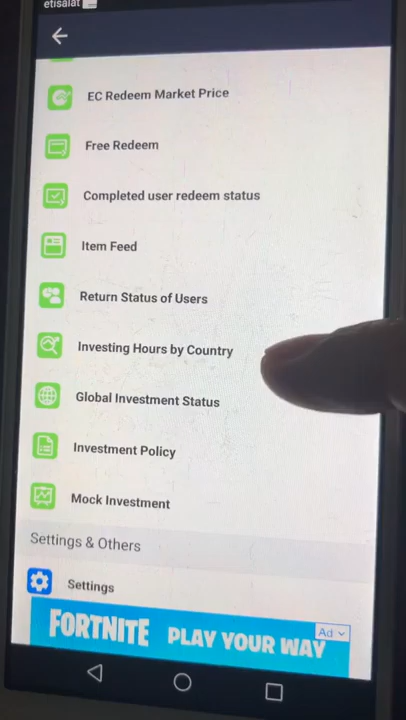 etisalat
EC Redeem Market Price
Free Redeem
Completed user redeem status
Item Feed
Return Status of Users
Investing Hours by Country
Global Investment Status
Investment Policy
Mock Investment
Settings & Others
Settings
FORTNITE PLAY YOUR WAY
Ad